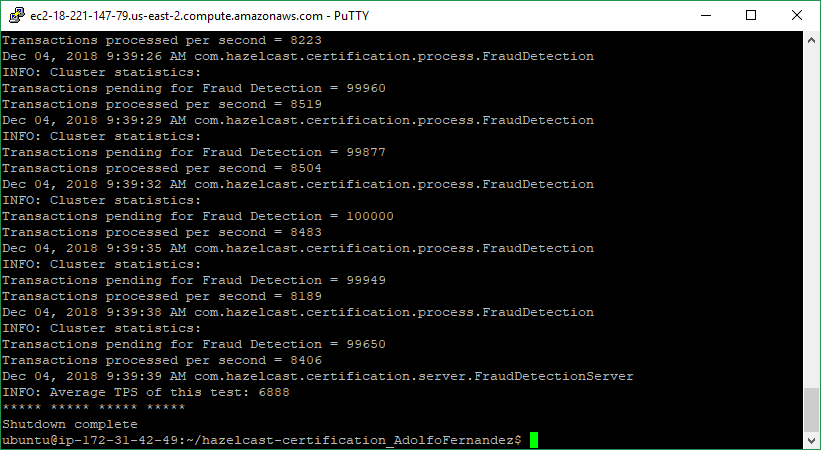 ec2-18-221-147-79.us-east-2.compute.amazonaws.com - PuTTY
Transactions processed per second = 8223
Dec 04, 2018 9:39:26 AM com.hazelcast.certification.process.FraudDetection
INFO: Cluster statistics:
Transactions pending for Fraud Detection = 99960
Transactions processed per second = 8519
Dec 04, 2018 9:39:29 AM com.hazelcast.certification.process.FraudDetection
INFO: Cluster statistics:
Transactions pending for Fraud Detection = 99877
Transactions processed per second = 8504
Dec 04, 2018 9:39:32 AM com.hazelcast.certification.process.FraudDetection
INFO: Cluster statistics:
Transactions pending for Fraud Detection = 100000
Transactions processed per second = 8483
Dec 04, 2018 9:39:35 AM com.hazelcast.certification.process.FraudDetection
INFO: Cluster statistics:
Transactions pending for Fraud Detection = 99949
Transactions processed per second = 8189
Dec 04, 2018 9:39:38 AM com.hazelcast.certification.process.FraudDetection
INFO: Cluster statistics:
Transactions pending for Fraud Detection = 99650
Transactions processed per second = 8406
Dec 04, 2018 9:39:39 AM com.hazelcast.certification.server.FraudDetectionServer
INFO: Average TPS of this test: 6888
***** ***** ***** *****
Shutdown complete
ubuntu@ip-172-31-42-49:~/hazelcast-certification_AdolfoFernandez$